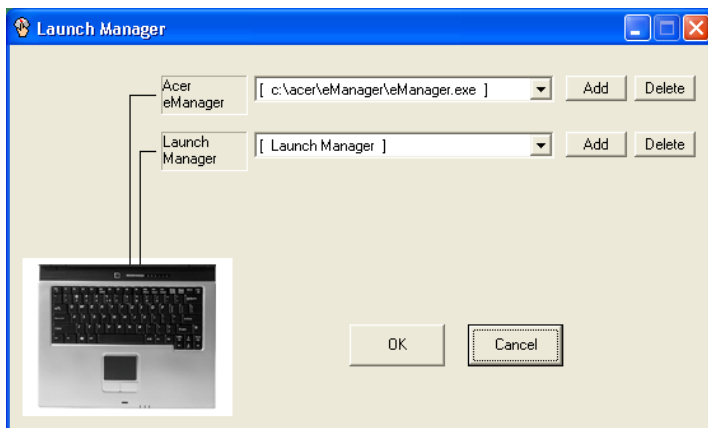 Launch Manager
Acer
eManager
[ c:\acer\eManager\eManager.exe ]
Add
Delete
Launch
Manager
[ Launch Manager ]
Add
Delete
OK
Cancel